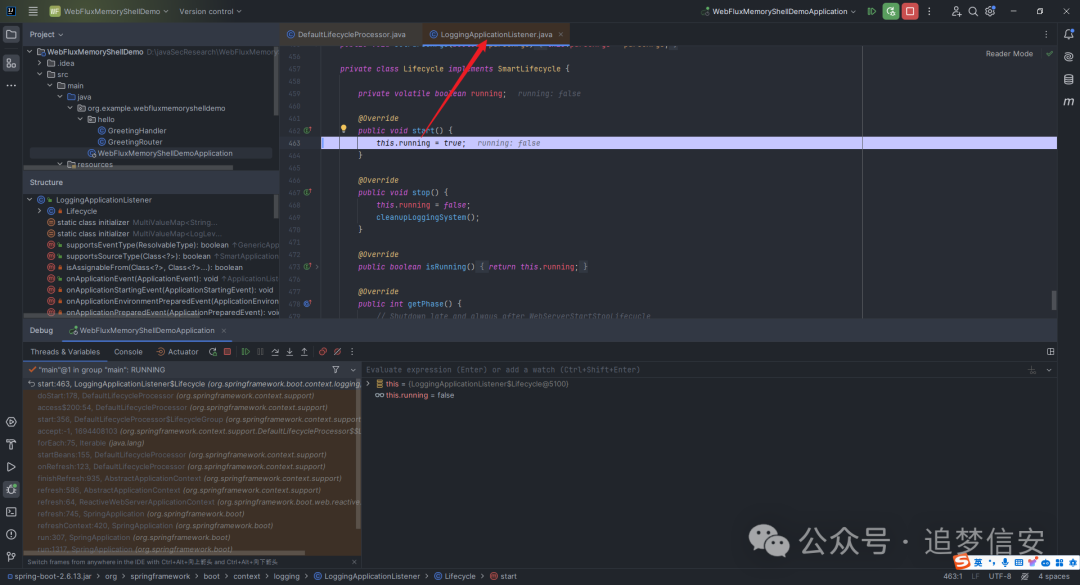 WF WebFluxMemoryShellDemo Version control WebFluxMemoryShellDemoApplication
Project
DefaultLifecycleProcessor.java LoggingApplicationListener.java
Reader Mode
WebFluxMemoryShellDemo D:\javaSecResearch\WebFluxMemory
.idea
src
main
java
org.example.webfluxmemoryshelldemo
hello
GreetingHandler
GreetingRouter
WebFluxMemoryShellDemoApplication
resources
Structure
LoggingApplicationListener
Lifecycle
static class initializer MultiValueMap<String...
static class initializer MultiValueMap<LogLev...
supportsEventType(ResolvableType): boolean ↑GenericApp
supportsSourceType(Class<?>): boolean ↑SmartApplication
isAssignableFrom(Class<?>, Class<?>...): boolean
onApplicationEvent(ApplicationEvent): void ↑ApplicationList
onApplicationStartingEvent(ApplicationStartingEvent): void
onApplicationEnvironmentPreparedEvent(ApplicationEnviron
onApplicationPreparedEvent(ApplicationPreparedEvent): void
457 private class Lifecycle implements SmartLifecycle {
459 private volatile boolean running; running: false
461 @Override
462 public void start() {
463 this.running = true; running: false
464 }
466 @Override
467 public void stop() {
468 this.running = false;
469 cleanupLoggingSystem();
470 }
472 @Override
473 public boolean isRunning() { return this.running; }
477 @Override
478 public int getPhase() {
// Shutdown late and always after WebServerStartStopLifecycle
Debug WebFluxMemoryShellDemoApplication
Threads & Variables Console Actuator
"main"@1 in group "main": RUNNING
Evaluate expression (Enter) or add a watch (Ctrl+Shift+Enter)
start:463, LoggingApplicationListener$Lifecycle (org.springframework.boot.context.logging
doStart:178, DefaultLifecycleProcessor (org.springframework.context.support)
access$200:54, DefaultLifecycleProcessor (org.springframework.context.support)
start:356, DefaultLifecycleProcessor$LifecycleGroup (org.springframework.context.support
accept:-1, 1694408103 (org.springframework.context.support.DefaultLifecycleProcessor$$L
forEach:75, Iterable (java.lang)
startBeans:155, DefaultLifecycleProcessor (org.springframework.context.support)
onRefresh:123, DefaultLifecycleProcessor (org.springframework.context.support)
finishRefresh:935, AbstractApplicationContext (org.springframework.context.support)
refresh:586, AbstractApplicationContext (org.springframework.context.support)
refresh:64, ReactiveWebServerApplicationContext (org.springframework.boot.web.reactive
refresh:745, SpringApplication (org.springframework.boot)
refreshContext:420, SpringApplication (org.springframework.boot)
run:307, SpringApplication (org.springframework.boot)
run:1317, SpringApplication (org.springframework.boot)
this = {LoggingApplicationListener$Lifecycle@5100}
this.running = false
Switch frames from anywhere in the IDE with Ctrl+Alt+向上箭头 and Ctrl+Alt+向下箭头
公众号 · 追梦信安
英
spring-boot-2.6.13.jar org springframework boot context logging LoggingApplicationListener Lifecycle start
463:1 LF UTF-8 4 spaces